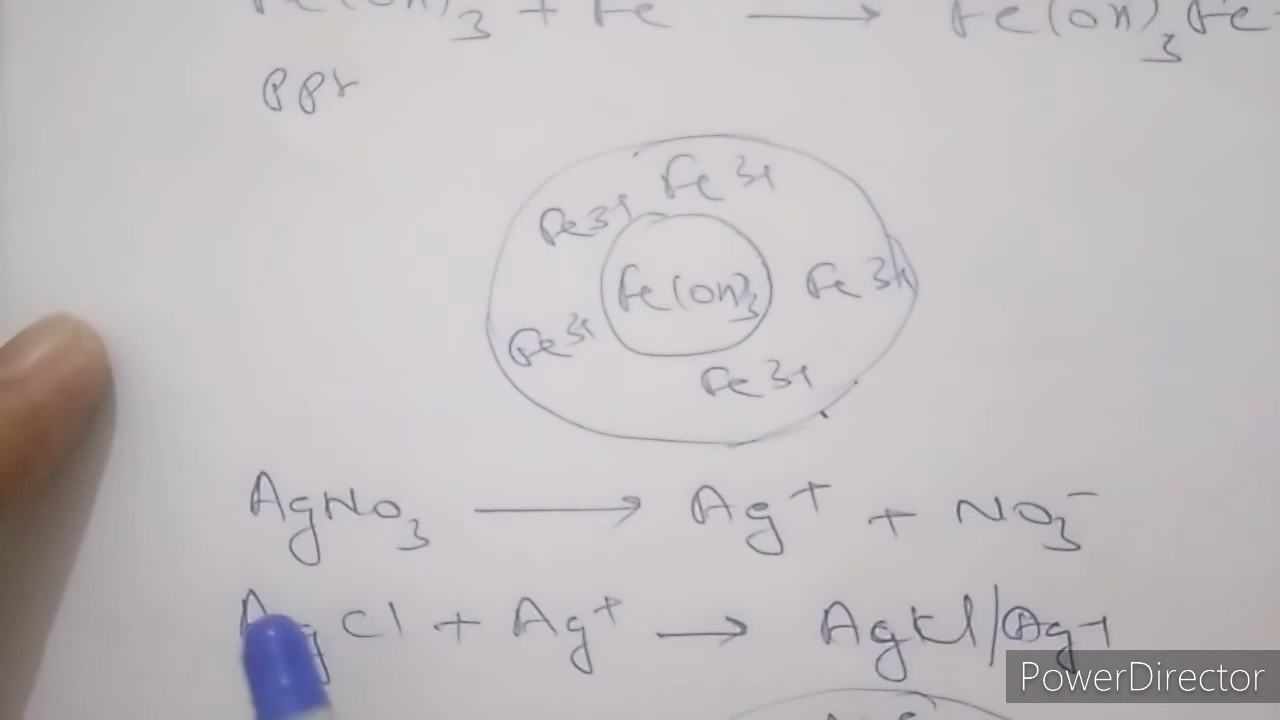 Fe(OH)3 + Fe ⟶ Fe(OH)3Fe
PPt
Fe3+
Fe3+
Fe(OH)3
Fe3+
Fe3+
Fe3+
AgNO3 ⟶ Ag+ + NO3-
AgCl + Ag+ ⟶ AgCl/Ag+
PowerDirector